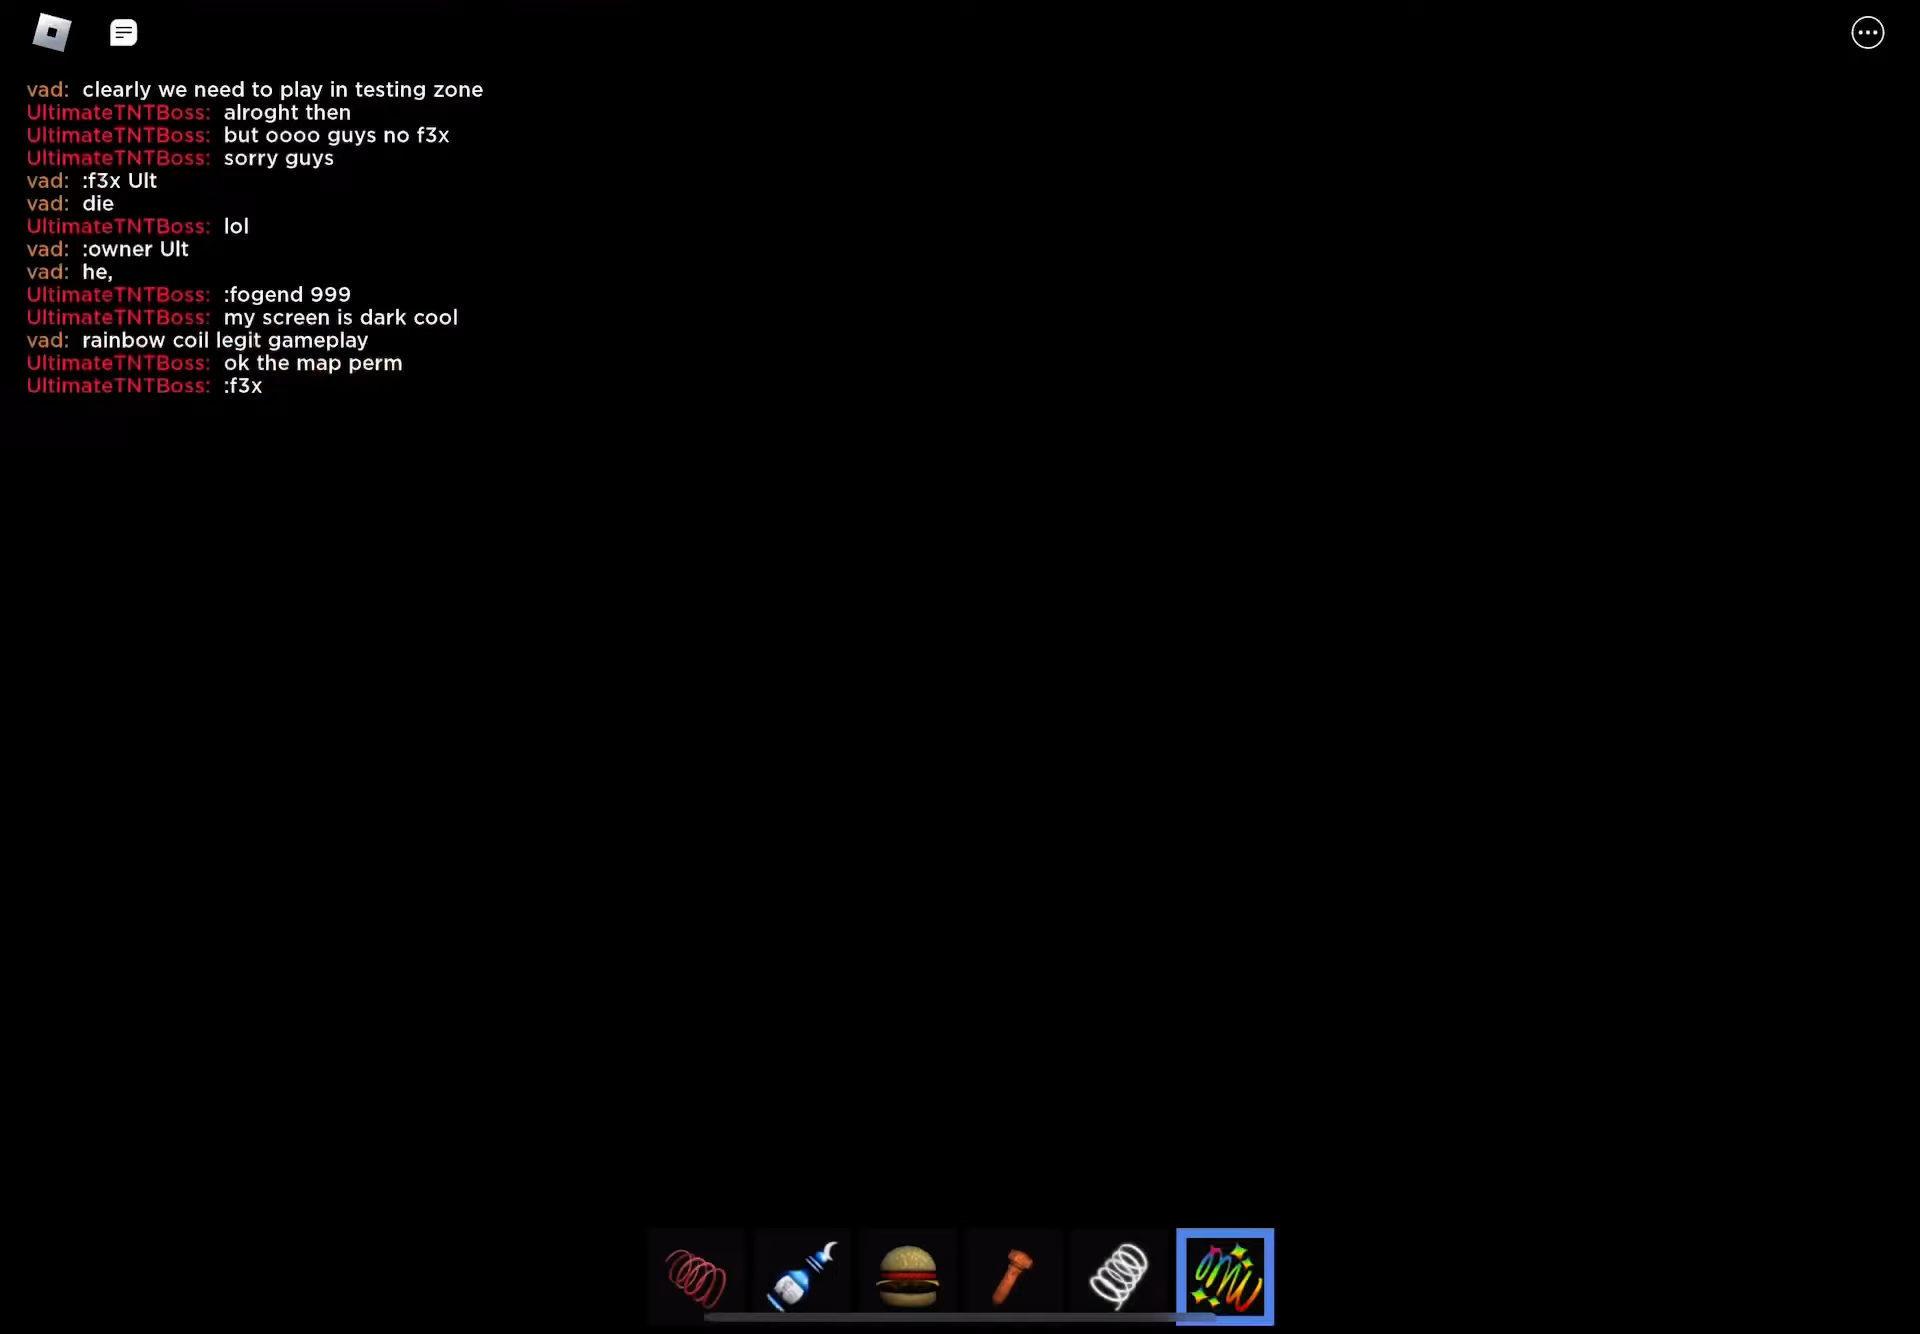 vad: clearly we need to play in testing zone
UltimateTNTBoss: alroght then
UltimateTNTBoss: but oooo guys no f3x
UltimateTNTBoss: sorry guys
vad: :f3x Ult
vad: die
UltimateTNTBoss: lol
vad: :owner Ult
vad: he,
UltimateTNTBoss: :fogend 999
UltimateTNTBoss: my screen is dark cool
vad: rainbow coil legit gameplay
UltimateTNTBoss: ok the map perm
UltimateTNTBoss: :f3x